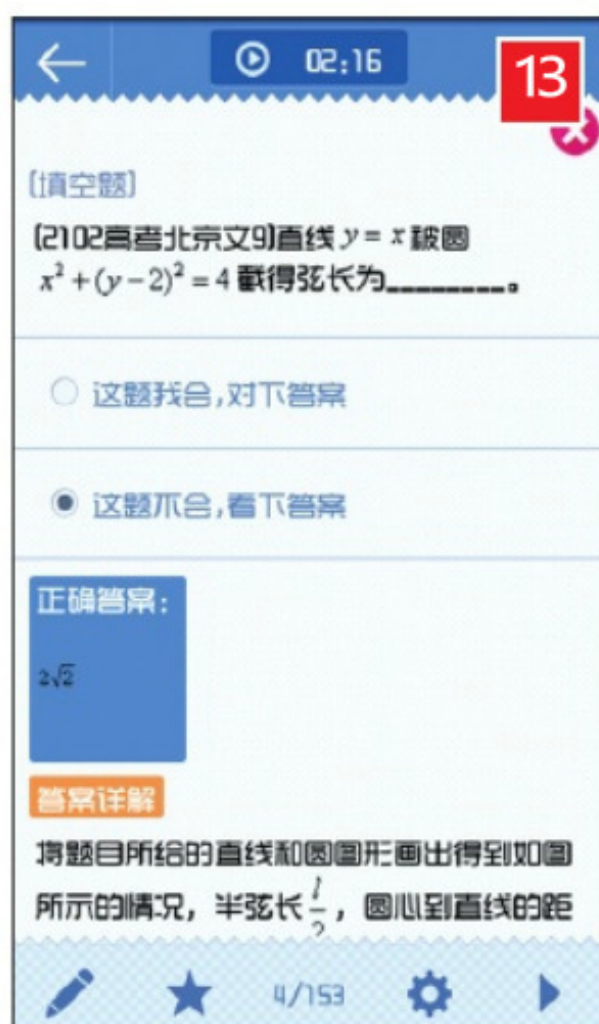 02:16
13
[填空题]
(2102高考北京文9)直线 y = x 被圆
x² + (y − 2)² = 4 截得弦长为________。
这题我会,对下答案
这题不会,看下答案
正确答案:
2√2
答案详解
将题目所给的直线和圆图形画出得到如图
所示的情况，半弦长 l/2，圆心到直线的距
4/153